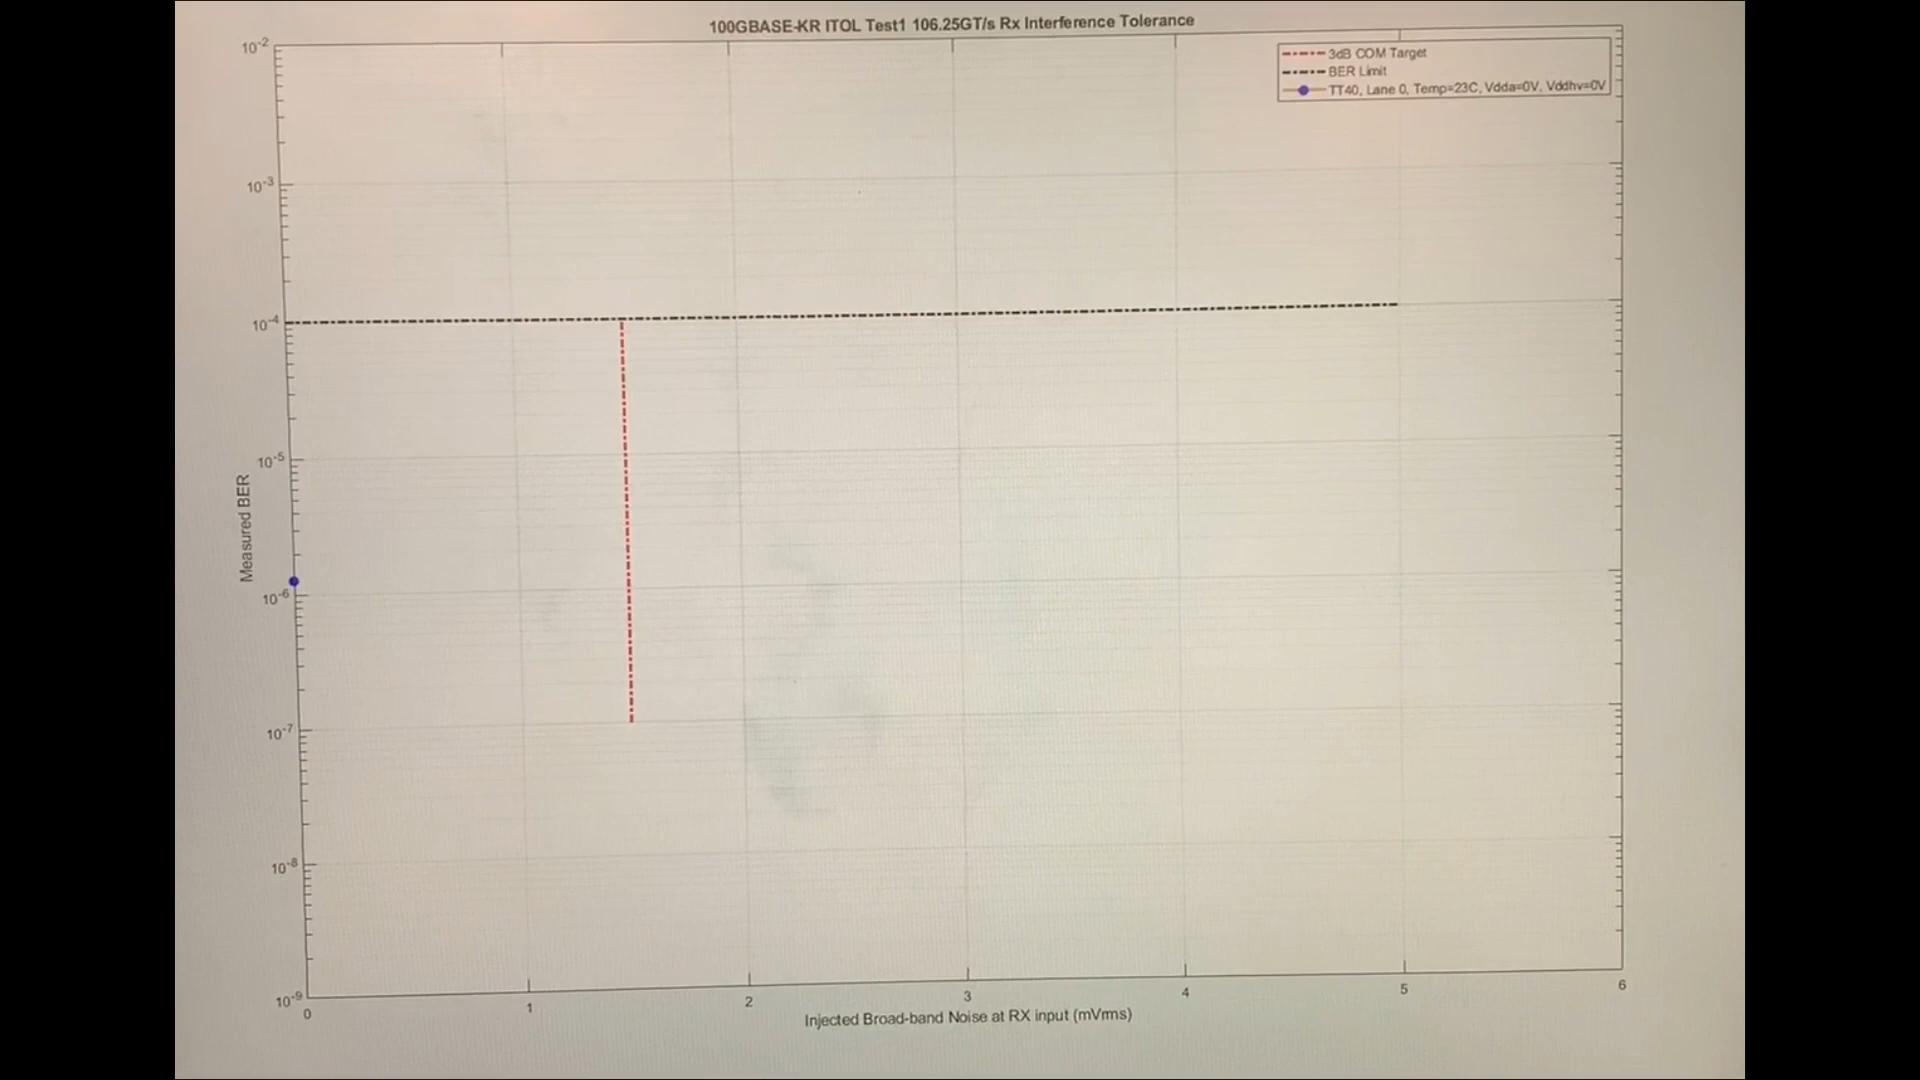 100GBASE-KR ITOL Test1 106.25GT/s Rx Interference Tolerance
3dB COM Target
BER Limit
TT40, Lane 0, Temp=23C, Vdda=0V, Vddhv=0V
10-2
10-3
10-4
10-5
10-6
10-7
10-8
10-9
Measured BER
0 1 2 3 4 5 6
Injected Broad-band Noise at RX input (mVrms)